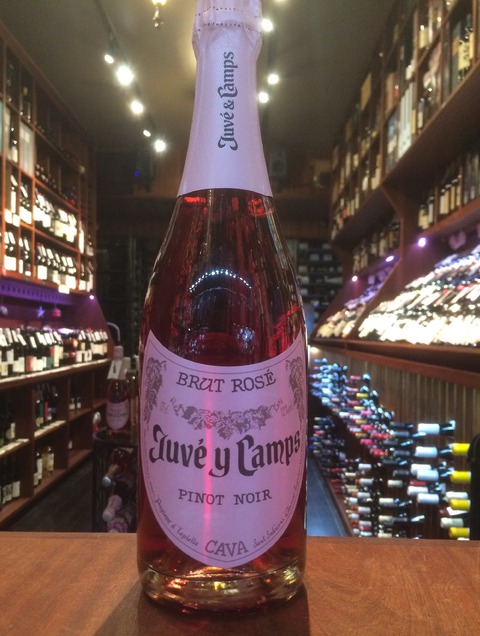 Juvé & Camps
BRUT ROSÉ
Juvé y Camps
PINOT NOIR
CAVA